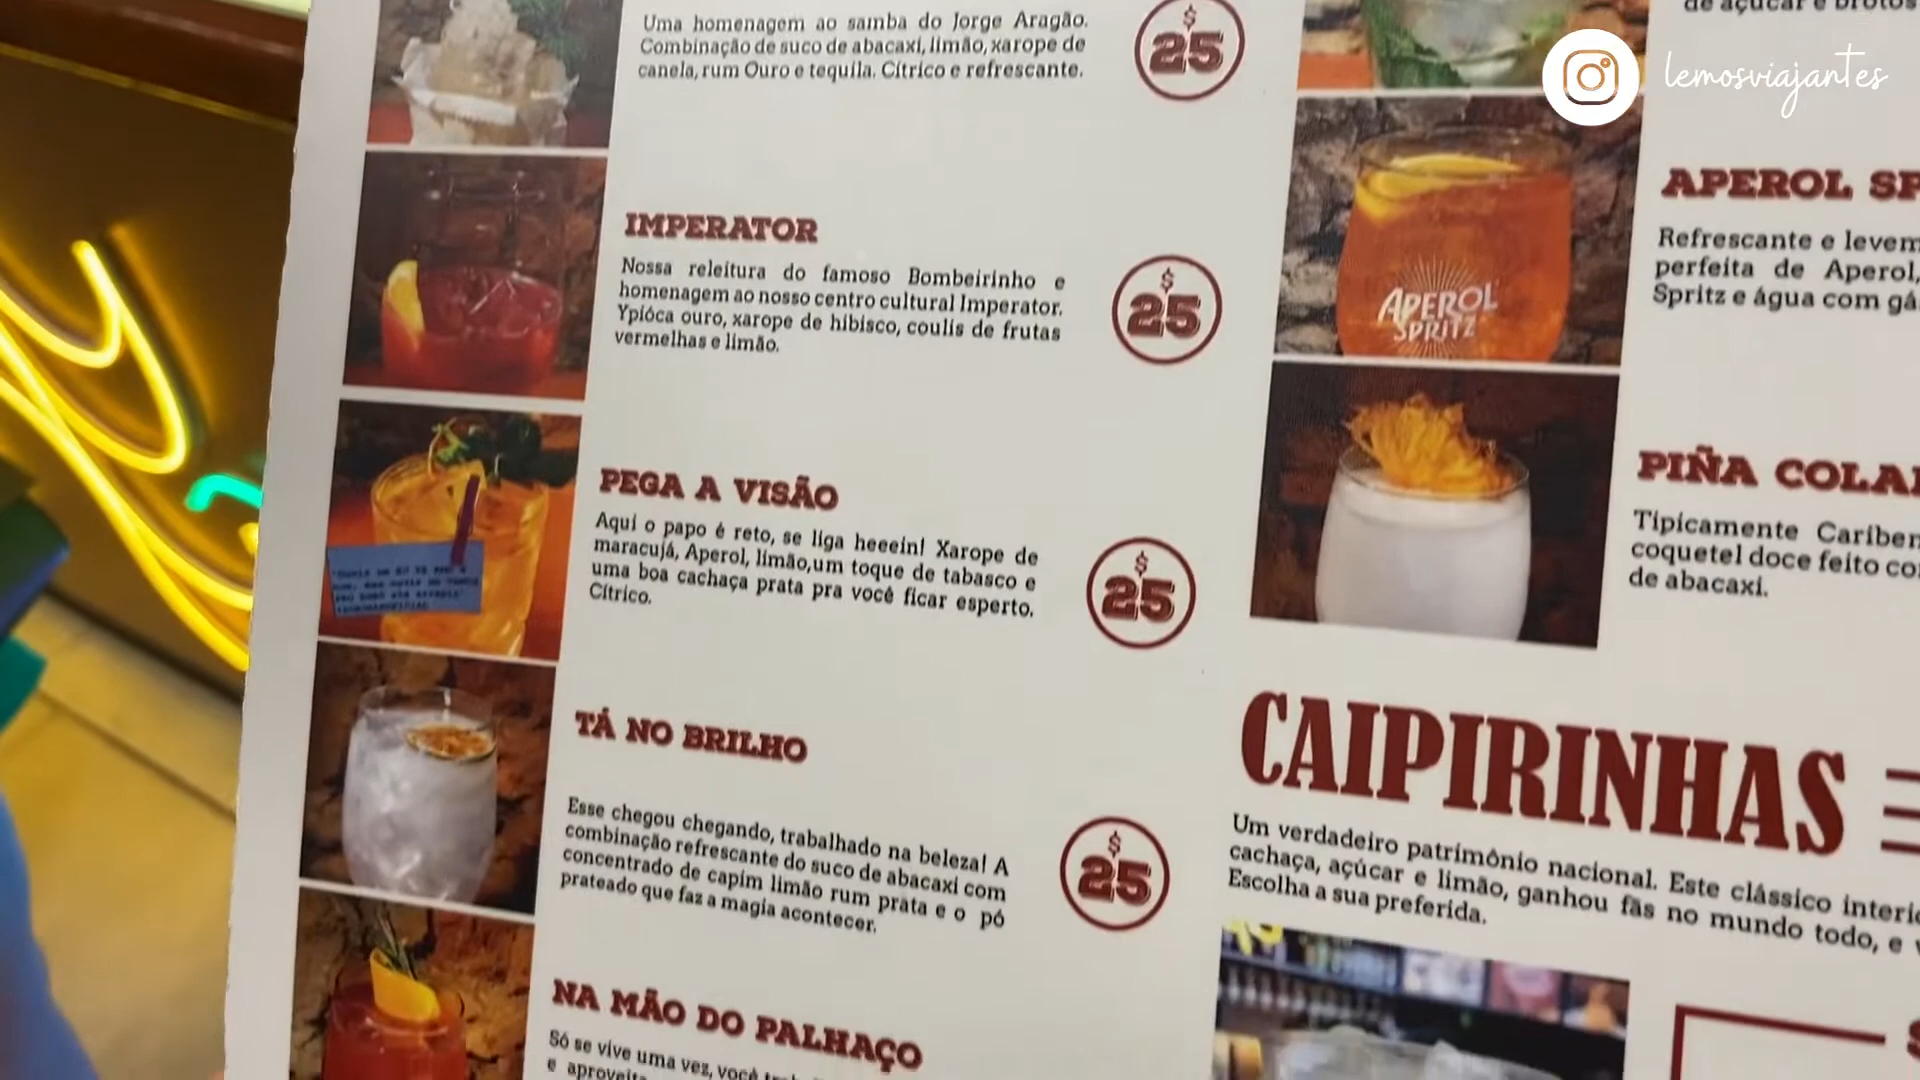 Uma homenagem ao samba do Jorge Aragão.
Combinação de suco de abacaxi, limão, xarope de
canela, rum Ouro e tequila. Cítrico e refrescante.
$
25
IMPERATOR
Nossa releitura do famoso Bombeirinho e
homenagem ao nosso centro cultural Imperator.
Ypióca ouro, xarope de hibisco, coulis de frutas
vermelhas e limão.
$
25
PEGA A VISÃO
Aqui o papo é reto, se liga heeein! Xarope de
maracujá, Aperol, limão,um toque de tabasco e
uma boa cachaça prata pra você ficar esperto.
Cítrico.
$
25
TÁ NO BRILHO
Esse chegou chegando, trabalhado na beleza! A
combinação refrescante do suco de abacaxi com
concentrado de capim limão rum prata e o pó
prateado que faz a magia acontecer.
$
25
NA MÃO DO PALHAÇO
Só se vive uma vez, você
e aproveita
de açúcar e brotos
lemosviajantes
APEROL
SPRITZ
APEROL SP
Refrescante e levem
perfeita de Aperol,
Spritz e água com gá
PIÑA COLA
Tipicamente Cariben
coquetel doce feito co
de abacaxi.
CAIPIRINHAS
Um verdadeiro patrimônio nacional. Este clássico interi
cachaça, açúcar e limão, ganhou fãs no mundo todo, e
Escolha a sua preferida.